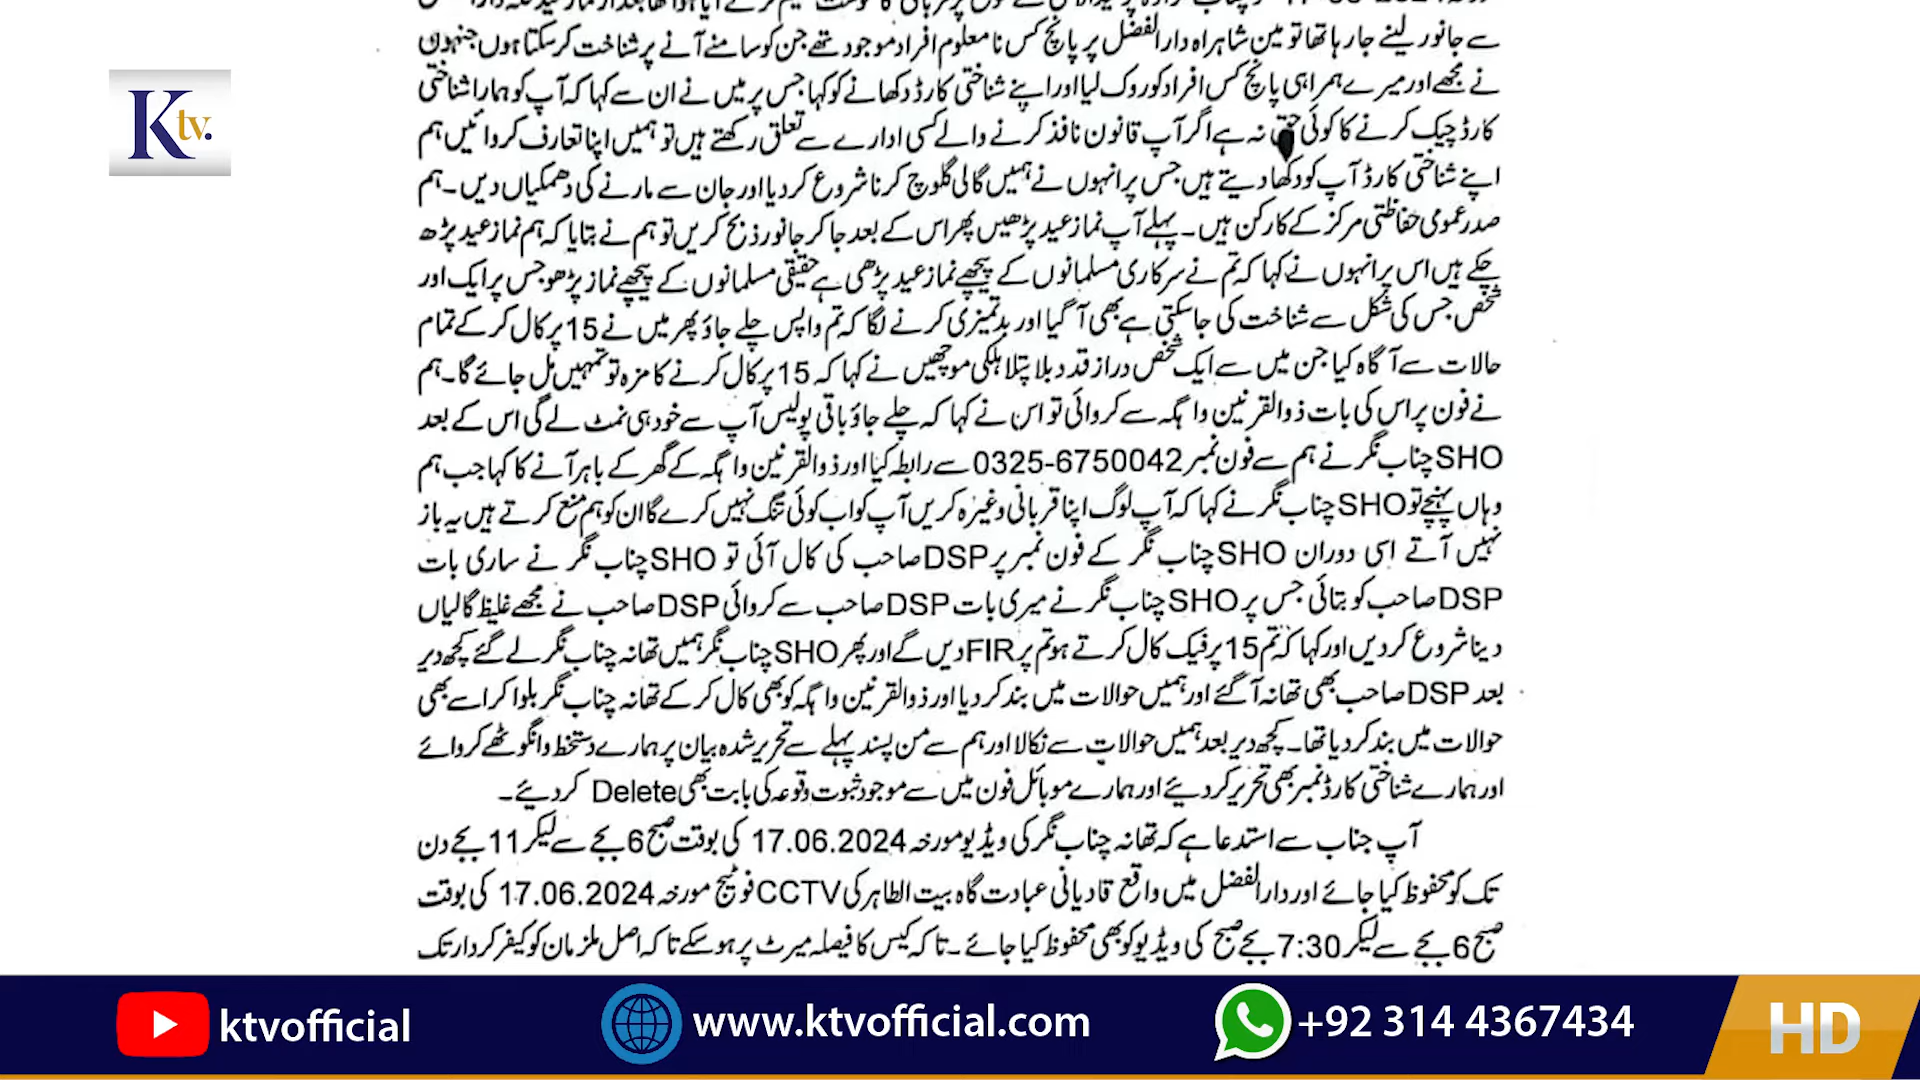 سے جانور لینے جا رہا تھا تو مین شاہراہ دارالفضل پر پانچ کس نامعلوم افراد موجود تھے جن کو سامنے آنے پر شناخت کر سکتا ہوں جنہوں
Ktv.
نے مجھے اور میرے ہمراہی پانچ کس افراد کو روک لیا اور اپنے شناختی کارڈ دکھانے کو کہا جس پر میں نے ان سے کہا کہ آپ کو ہمارا شناختی
کارڈ چیک کرنے کا کوئی حق نہ ہے اگر آپ قانون نافذ کرنے والے کسی ادارے سے تعلق رکھتے ہیں تو ہمیں اپنا تعارف کروائیں ہم
اپنے شناختی کارڈ آپ کو دکھا دیتے ہیں جس پر انہوں نے ہمیں گالی گلوچ کرنا شروع کر دیا اور جان سے مارنے کی دھمکیاں دیں۔ ہم
صدر عمومی حفاظتی مرکز کے کارکن ہیں۔ پہلے آپ نماز عید پڑھیں پھر اس کے بعد جا کر جانور ذبح کریں تو ہم نے بتایا کہ ہم نماز عید پڑھ
چکے ہیں اس پر انہوں نے کہا کہ تم نے سرکاری مسلمانوں کے پیچھے نماز عید پڑھی ہے حقیقی مسلمانوں کے پیچھے نماز پڑھو جس پر ایک اور
شخص جس کی شکل سے شناخت کی جا سکتی ہے بھی آ گیا اور بدتمیزی کرنے لگا کہ تم واپس چلے جاؤ پھر میں نے 15 پر کال کر کے تمام
حالات سے آگاہ کیا جن میں سے ایک شخص دراز قد دبلا پتلا ہلکی موچھیں نے کہا کہ 15 پر کال کرنے کا مزہ تو تمہیں مل جائے گا۔ ہم
نے فون پر اس کی بات ذوالقرنین واہگہ سے کروائی تو اس نے کہا کہ چلے جاؤ باقی پولیس آپ سے خود ہی نمٹ لے گی اس کے بعد
SHO چناب نگر نے ہم سے فون نمبر 0325-6750042 سے رابطہ کیا اور ذوالقرنین واہگہ کے گھر کے باہر آنے کا کہا جب ہم
وہاں پہنچے تو SHO چناب نگر نے کہا کہ آپ لوگ اپنا قربانی وغیرہ کریں آپ کو اب کوئی تنگ نہیں کرے گا ان کو ہم منع کرتے ہیں یہ باز
نہیں آتے اسی دوران SHO چناب نگر کے فون نمبر پر DSP صاحب کی کال آئی تو SHO چناب نگر نے ساری بات
DSP صاحب کو بتائی جس پر SHO چناب نگر نے میری بات DSP صاحب سے کروائی DSP صاحب نے مجھے غلیظ گالیاں
دینا شروع کر دیں اور کہا کہ تم 15 پر فیک کال کرتے ہو تم پر FIR دیں گے اور پھر SHO چناب نگر ہمیں تھانہ چناب نگر لے گئے کچھ دیر
بعد DSP صاحب بھی تھانہ آ گئے اور ہمیں حوالات میں بند کر دیا اور ذوالقرنین واہگہ کو بھی کال کر کے تھانہ چناب نگر بلوا کر اسے بھی
حوالات میں بند کر دیا تھا۔ کچھ دیر بعد ہمیں حوالات سے نکالا اور ہم سے من پسند پہلے سے تحریر شدہ بیان پر ہمارے دستخط و انگوٹھے کروائے
اور ہمارے شناختی کارڈ نمبر بھی تحریر کر دیئے اور ہمارے موبائل فون میں سے موجود ثبوت وقوعہ کی بابت بھی Delete کر دیئے۔
آپ جناب سے استدعا ہے کہ تھانہ چناب نگر کی ویڈیو مورخہ 17.06.2024 کی بوقت صبح 6 بجے سے لیکر 11 بجے دن
تک کو محفوظ کیا جائے اور دارالفضل میں واقع قادیانی عبادت گاہ بیت الطاہر کی CCTV فوٹیج مورخہ 17.06.2024 کی بوقت
صبح 6 بجے سے لیکر 7:30 بجے صبح کی ویڈیو کو بھی محفوظ کیا جائے۔ تا کہ کیس کا فیصلہ میرٹ پر ہو سکے تا کہ اصل ملزمان کو کیفر کردار تک
ktvofficial
www.ktvofficial.com
+92 314 4367434
HD